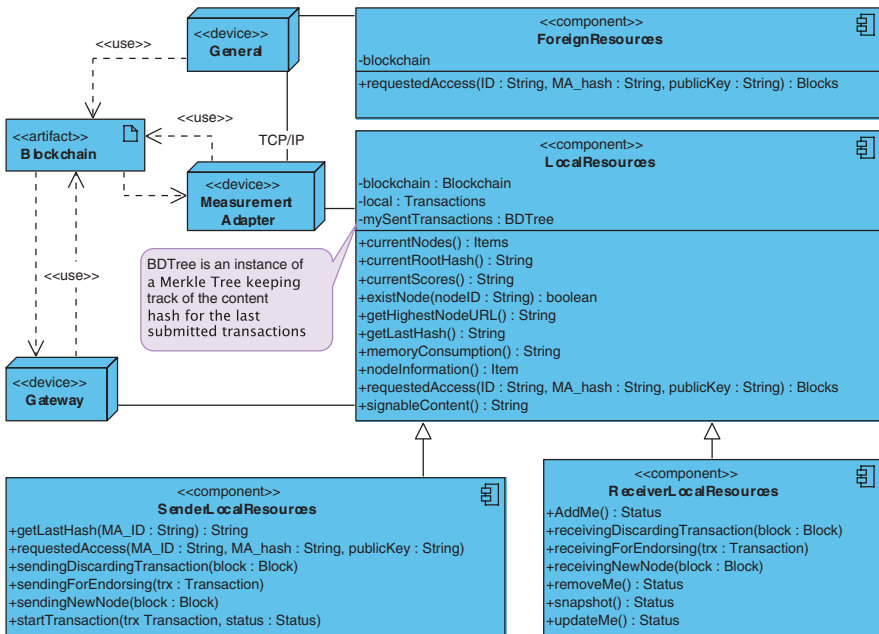 <<device>>
General
<<use>>
<<artifact>>
Blockchain
<<use>>
TCP/IP
<<device>>
Measurement
Adapter
<<use>>
<<device>>
Gateway
BDTree is an instance of
a Merkle Tree keeping
track of the content
hash for the last
submitted transactions
<<component>>
ForeignResources
-blockchain
+requestedAccess(ID : String, MA_hash : String, publicKey : String) : Blocks
<<component>>
LocalResources
-blockchain : Blockchain
-local : Transactions
-mySentTransactions : BDTree
+currentNodes() : Items
+currentRootHash() : String
+currentScores() : String
+existNode(nodeID : String) : boolean
+getHighestNodeURL() : String
+getLastHash() : String
+memoryConsumption() : String
+nodeInformation() : Item
+requestedAccess(ID : String, MA_hash : String, publicKey : String) : Blocks
+signableContent() : String
<<component>>
SenderLocalResources
+getLastHash(MA_ID : String) : String
+requestedAccess(MA_ID : String, MA_hash : String, publicKey : String)
+sendingDiscardingTransaction(block : Block)
+sendingForEndorsing(trx : Transaction)
+sendingNewNode(block : Block)
+startTransaction(trx Transaction, status : Status)
<<component>>
ReceiverLocalResources
+AddMe() : Status
+receivingDiscardingTransaction(block : Block)
+receivingForEndorsing(trx : Transaction)
+receivingNewNode(block : Block)
+removeMe() : Status
+snapshot() : Status
+updateMe() : Status